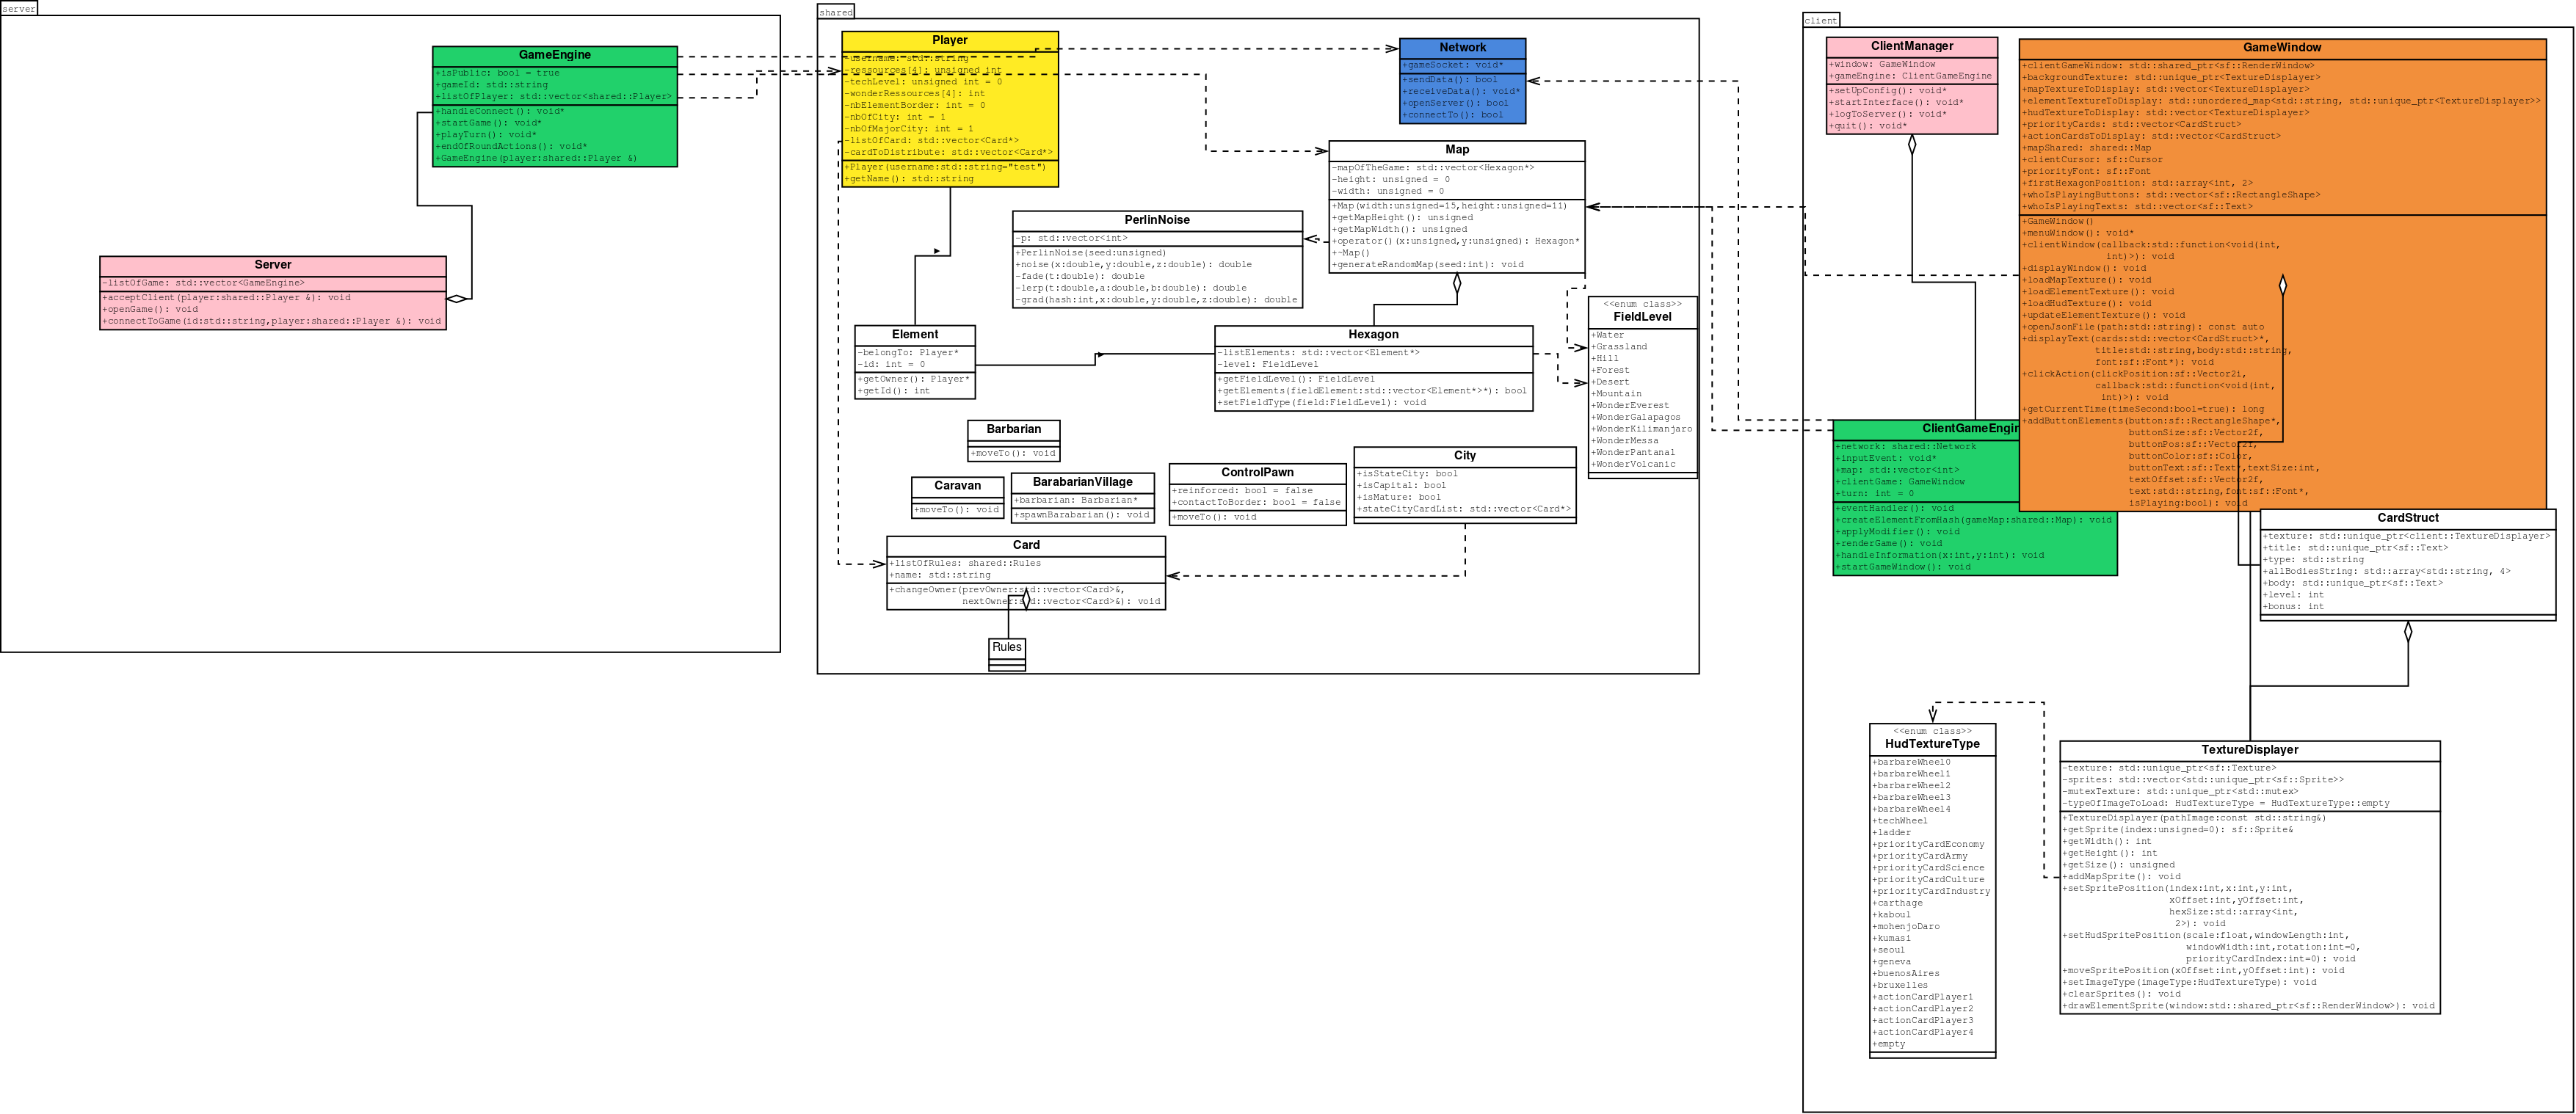 server
GameEngine
+isPublic: bool = true
+gameId: std::string
+listOfPlayer: std::vector<shared::Player>
+handleConnect(): void*
+startGame(): void*
+playTurn(): void*
+endOfRoundActions(): void*
+GameEngine(player:shared::Player &)
Server
-listOfGame: std::vector<GameEngine>
+acceptClient(player:shared::Player &): void
+openGame(): void
+connectToGame(id:std::string,player:shared::Player &): void
shared
Player
-username: std::string
-ressources[4]: unsigned int
-techLevel: unsigned int = 0
-wonderRessources[4]: int
-nbElementBorder: int = 0
-nbOfCity: int = 1
-nbOfMajorCity: int = 1
-listOfCard: std::vector<Card*>
-cardToDistribute: std::vector<Card*>
+Player(username:std::string="test")
+getName(): std::string
Network
+gameSocket: void*
+sendData(): bool
+receiveData(): void*
+openServer(): bool
+connectTo(): bool
Map
-mapOfTheGame: std::vector<Hexagon*>
-height: unsigned = 0
-width: unsigned = 0
+Map(width:unsigned=15,height:unsigned=11)
+getMapHeight(): unsigned
+getMapWidth(): unsigned
+operator()(x:unsigned,y:unsigned): Hexagon*
+~Map()
+generateRandomMap(seed:int): void
PerlinNoise
-p: std::vector<int>
+PerlinNoise(seed:unsigned)
+noise(x:double,y:double,z:double): double
-fade(t:double): double
-lerp(t:double,a:double,b:double): double
-grad(hash:int,x:double,y:double,z:double): double
<<enum class>>
FieldLevel
+Water
+Grassland
+Hill
+Forest
+Desert
+Mountain
+WonderEverest
+WonderGalapagos
+WonderKilimanjaro
+WonderMessa
+WonderPantanal
+WonderVolcanic
Element
-belongTo: Player*
-id: int = 0
+getOwner(): Player*
+getId(): int
Hexagon
-listElements: std::vector<Element*>
-level: FieldLevel
+getFieldLevel(): FieldLevel
+getElements(fieldElement:std::vector<Element*>*): bool
+setFieldType(field:FieldLevel): void
Barbarian
+moveTo(): void
Caravan
+moveTo(): void
BarabarianVillage
+barbarian: Barbarian*
+spawnBarabarian(): void
ControlPawn
+reinforced: bool = false
+contactToBorder: bool = false
+moveTo(): void
City
+isStateCity: bool
+isCapital: bool
+isMature: bool
+stateCityCardList: std::vector<Card*>
Card
+listOfRules: shared::Rules
+name: std::string
+changeOwner(prevOwner:std::vector<Card>&,
nextOwner:std::vector<Card>&): void
Rules
client
ClientManager
+window: GameWindow
+gameEngine: ClientGameEngine
+setUpConfig(): void*
+startInterface(): void*
+logToServer(): void*
+quit(): void*
GameWindow
+clientGameWindow: std::shared_ptr<sf::RenderWindow>
+backgroundTexture: std::unique_ptr<TextureDisplayer>
+mapTextureToDisplay: std::vector<TextureDisplayer>
+elementTextureToDisplay: std::unordered_map<std::string, std::unique_ptr<TextureDisplayer>>
+hudTextureToDisplay: std::vector<TextureDisplayer>
+priorityCards: std::vector<CardStruct>
+actionCardsToDisplay: std::vector<CardStruct>
+mapShared: shared::Map
+clientCursor: sf::Cursor
+priorityFont: sf::Font
+firstHexagonPosition: std::array<int, 2>
+whoIsPlayingButtons: std::vector<sf::RectangleShape>
+whoIsPlayingTexts: std::vector<sf::Text>
+GameWindow()
+menuWindow(): void*
+clientWindow(callback:std::function<void(int,
int)>): void
+displayWindow(): void
+loadMapTexture(): void
+loadElementTexture(): void
+loadHudTexture(): void
+updateElementTexture(): void
+openJsonFile(path:std::string): const auto
+displayText(cards:std::vector<CardStruct>*,
title:std::string,body:std::string,
font:sf::Font*): void
+clickAction(clickPosition:sf::Vector2i,
callback:std::function<void(int,
int)>): void
+getCurrentTime(timeSecond:bool=true): long
+addButtonElements(button:sf::RectangleShape*,
buttonSize:sf::Vector2f,
buttonPos:sf::Vector2f,
buttonColor:sf::Color,
buttonText:sf::Text*,textSize:int,
textOffset:sf::Vector2f,
text:std::string,font:sf::Font*,
isPlaying:bool): void
ClientGameEngin
+network: shared::Network
+inputEvent: void*
+map: std::vector<int>
+clientGame: GameWindow
+turn: int = 0
+eventHandler(): void
+createElementFromHash(gameMap:shared::Map): void
+applyModifier(): void
+renderGame(): void
+handleInformation(x:int,y:int): void
+startGameWindow(): void
CardStruct
+texture: std::unique_ptr<client::TextureDisplayer>
+title: std::unique_ptr<sf::Text>
+type: std::string
+allBodiesString: std::array<std::string, 4>
+body: std::unique_ptr<sf::Text>
+level: int
+bonus: int
<<enum class>>
HudTextureType
+barbareWheel0
+barbareWheel1
+barbareWheel2
+barbareWheel3
+barbareWheel4
+techWheel
+ladder
+priorityCardEconomy
+priorityCardArmy
+priorityCardScience
+priorityCardCulture
+priorityCardIndustry
+carthage
+kaboul
+mohenjoDaro
+kumasi
+seoul
+geneva
+buenosAires
+bruxelles
+actionCardPlayer1
+actionCardPlayer2
+actionCardPlayer3
+actionCardPlayer4
+empty
TextureDisplayer
-texture: std::unique_ptr<sf::Texture>
-sprites: std::vector<std::unique_ptr<sf::Sprite>>
-mutexTexture: std::unique_ptr<std::mutex>
-typeOfImageToLoad: HudTextureType = HudTextureType::empty
+TextureDisplayer(pathImage:const std::string&)
+getSprite(index:unsigned=0): sf::Sprite&
+getWidth(): int
+getHeight(): int
+getSize(): unsigned
+addMapSprite(): void
+setSpritePosition(index:int,x:int,y:int,
xOffset:int,yOffset:int,
hexSize:std::array<int,
2>): void
+setHudSpritePosition(scale:float,windowLength:int,
windowWidth:int,rotation:int=0,
priorityCardIndex:int=0): void
+moveSpritePosition(xOffset:int,yOffset:int): void
+setImageType(imageType:HudTextureType): void
+clearSprites(): void
+drawElementSprite(window:std::shared_ptr<sf::RenderWindow>): void